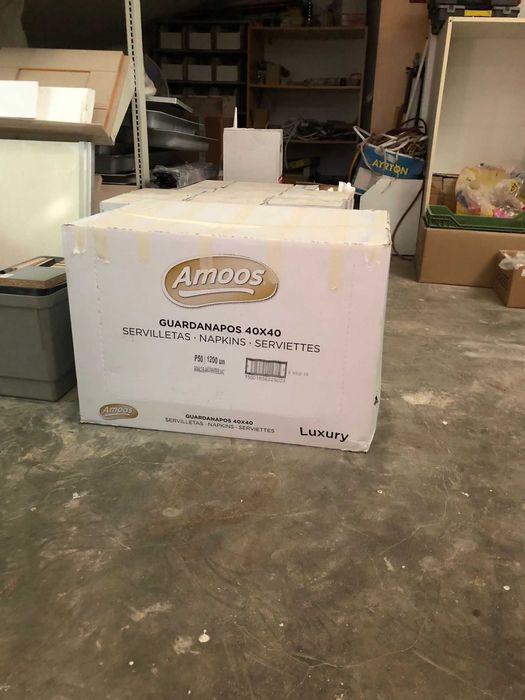 AYRTON
Amoos
GUARDANAPOS 40X40
SERVILLETAS · NAPKINS · SERVIETTES
P50 | 1200 un
Amoos
GUARDANAPOS 40X40
SERVILLETAS · NAPKINS · SERVIETTES
Luxury